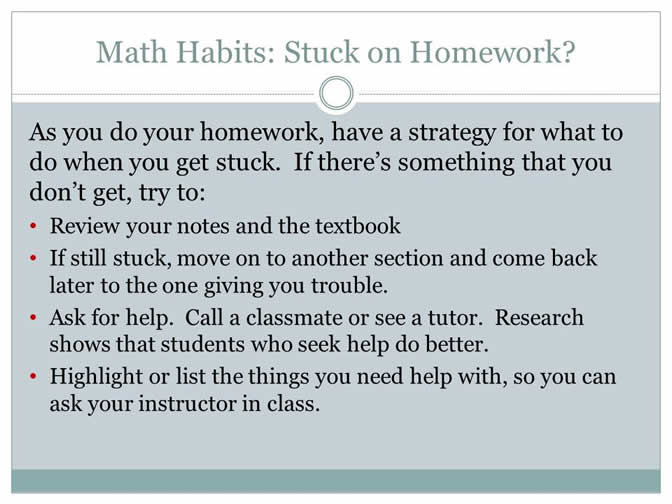 Math Habits: Stuck on Homework?
As you do your homework, have a strategy for what to
do when you get stuck.  If there's something that you
don't get, try to:
• Review your notes and the textbook
• If still stuck, move on to another section and come back
later to the one giving you trouble.
• Ask for help.  Call a classmate or see a tutor.  Research
shows that students who seek help do better.
• Highlight or list the things you need help with, so you can
ask your instructor in class.